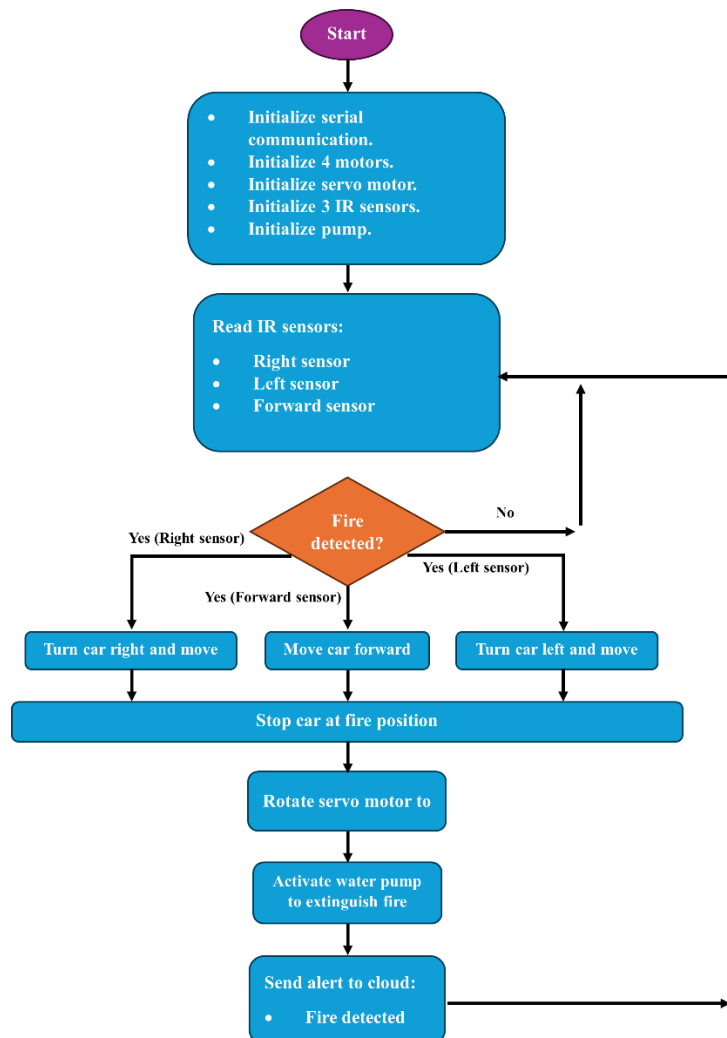 Start
• Initialize serial
communication.
• Initialize 4 motors.
• Initialize servo motor.
• Initialize 3 IR sensors.
• Initialize pump.
Read IR sensors:
• Right sensor
• Left sensor
• Forward sensor
Fire
detected?
No
Yes (Right sensor)
Yes (Left sensor)
Yes (Forward sensor)
Turn car right and move
Move car forward
Turn car left and move
Stop car at fire position
Rotate servo motor to
Activate water pump
to extinguish fire
Send alert to cloud:
• Fire detected